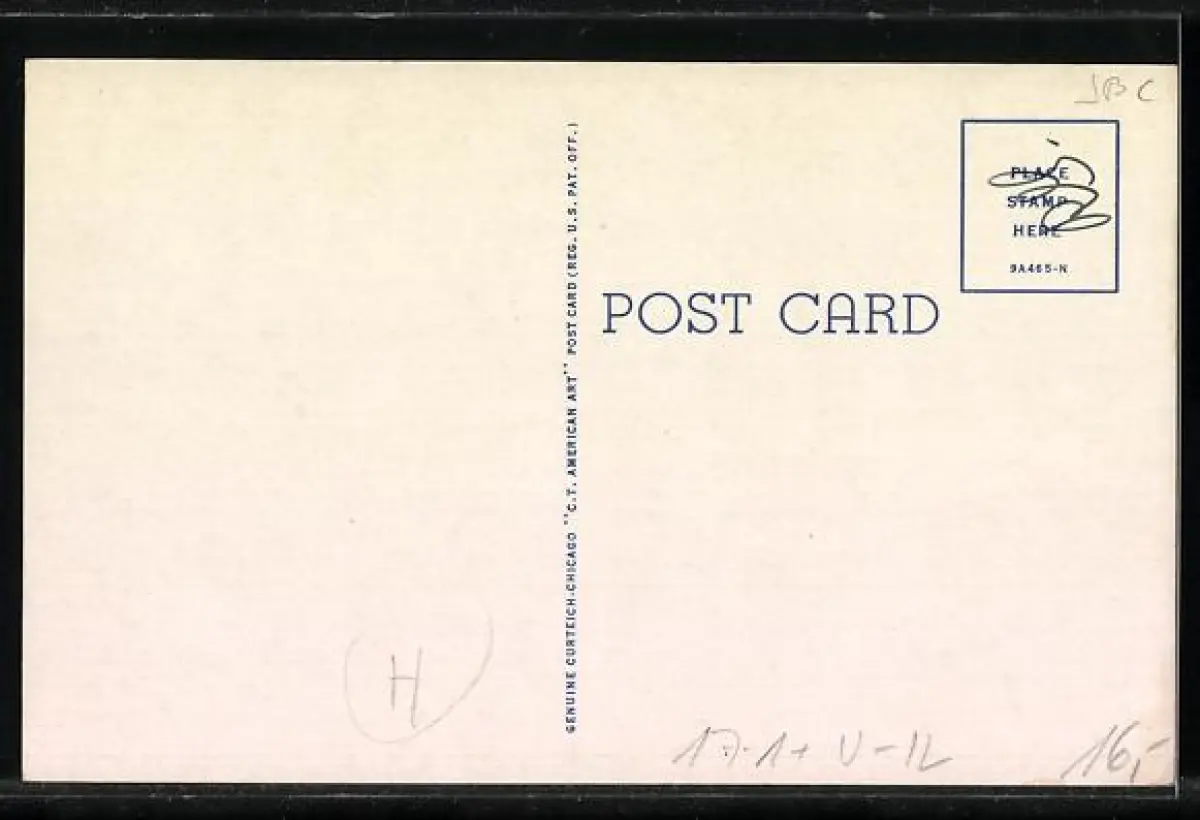 JBC
PLACE
STAMP
HERE
9A465-N
POST CARD
GENUINE CURTEICH-CHICAGO "C.T. AMERICAN ART" POST CARD (REG. U.S. PAT. OFF.)
H
16,-